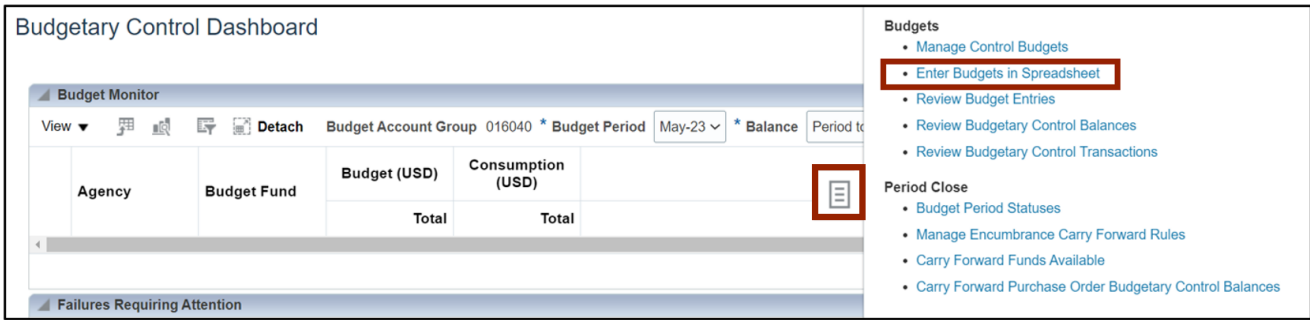 Budgetary Control Dashboard
Budget Monitor
View Detach Budget Account Group 016040 * Budget Period May-23 * Balance Period to
Agency Budget Fund Budget (USD) Consumption (USD)
Total Total
Failures Requiring Attention
Budgets
• Manage Control Budgets
• Enter Budgets in Spreadsheet
• Review Budget Entries
• Review Budgetary Control Balances
• Review Budgetary Control Transactions
Period Close
• Budget Period Statuses
• Manage Encumbrance Carry Forward Rules
• Carry Forward Funds Available
• Carry Forward Purchase Order Budgetary Control Balances